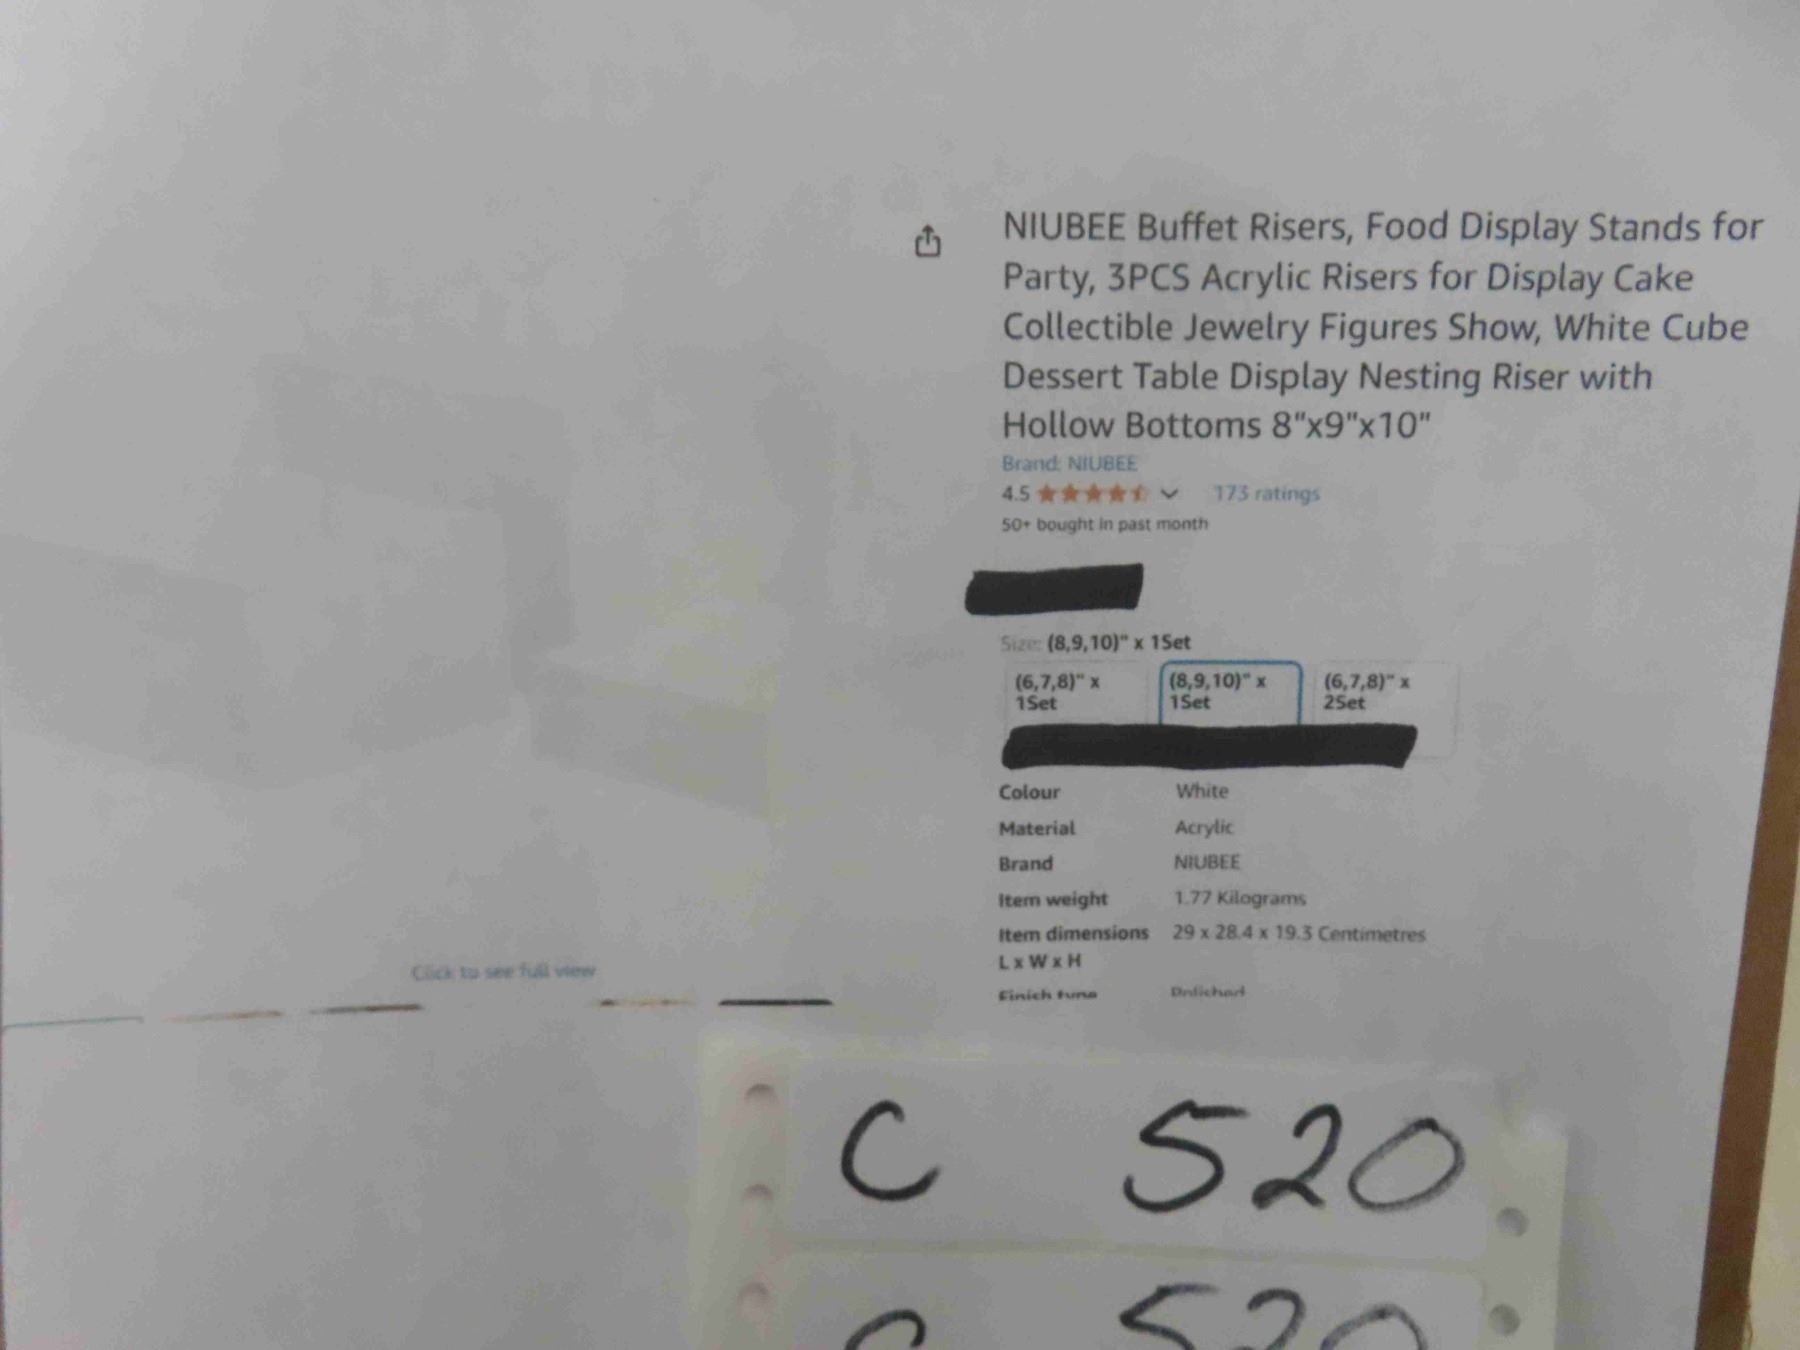 NIUBEE Buffet Risers, Food Display Stands for
Party, 3PCS Acrylic Risers for Display Cake
Collectible Jewelry Figures Show, White Cube
Dessert Table Display Nesting Riser with
Hollow Bottoms 8"x9"x10"
Brand: NIUBEE
4.5 173 ratings
50+ bought in past month
Size: (8,9,10)" x 1Set
(6,7,8)" x
1Set
(8,9,10)" x
1Set
(6,7,8)" x
2Set
Colour White
Material Acrylic
Brand NIUBEE
Item weight 1.77 Kilograms
Item dimensions 29 x 28.4 x 19.3 Centimetres
L x W x H
Finish type Polished
Click to see full view
C 520
C 520